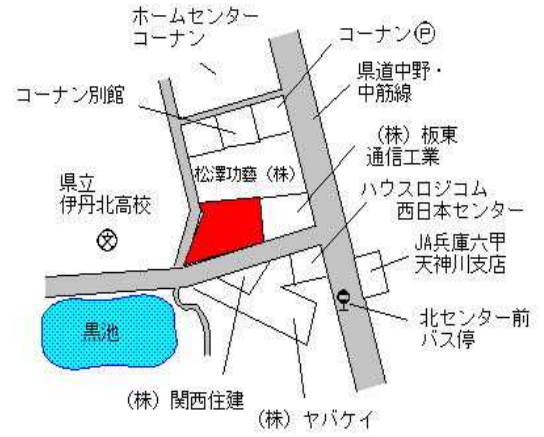 ホームセンター
コーナン
コーナンⓅ
コーナン別館
県道中野・
中筋線
(株) 板東
通信工業
松澤功藝 (株)
県立
伊丹北高校
文
ハウスロジコム
西日本センター
JA兵庫六甲
天神川支店
黒池
北センター前
バス停
(株) 関西住建
(株) ヤバケイ